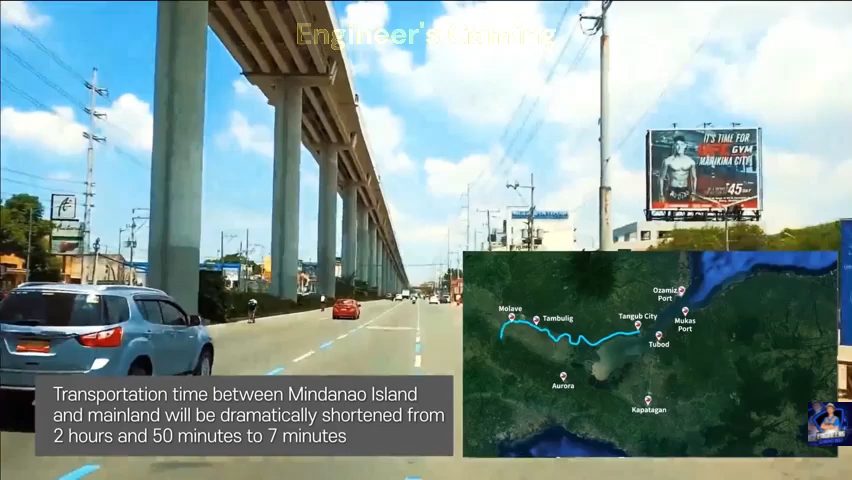 Engineer's Gaming
IT'S TIME FOR
UFC GYM
MARIKINA CITY
45
Molave
Tambulig
Ozamiz
Port
Tangub City
Mukas
Port
Tubod
Aurora
Kapatagan
Transportation time between Mindanao Island
and mainland will be dramatically shortened from
2 hours and 50 minutes to 7 minutes